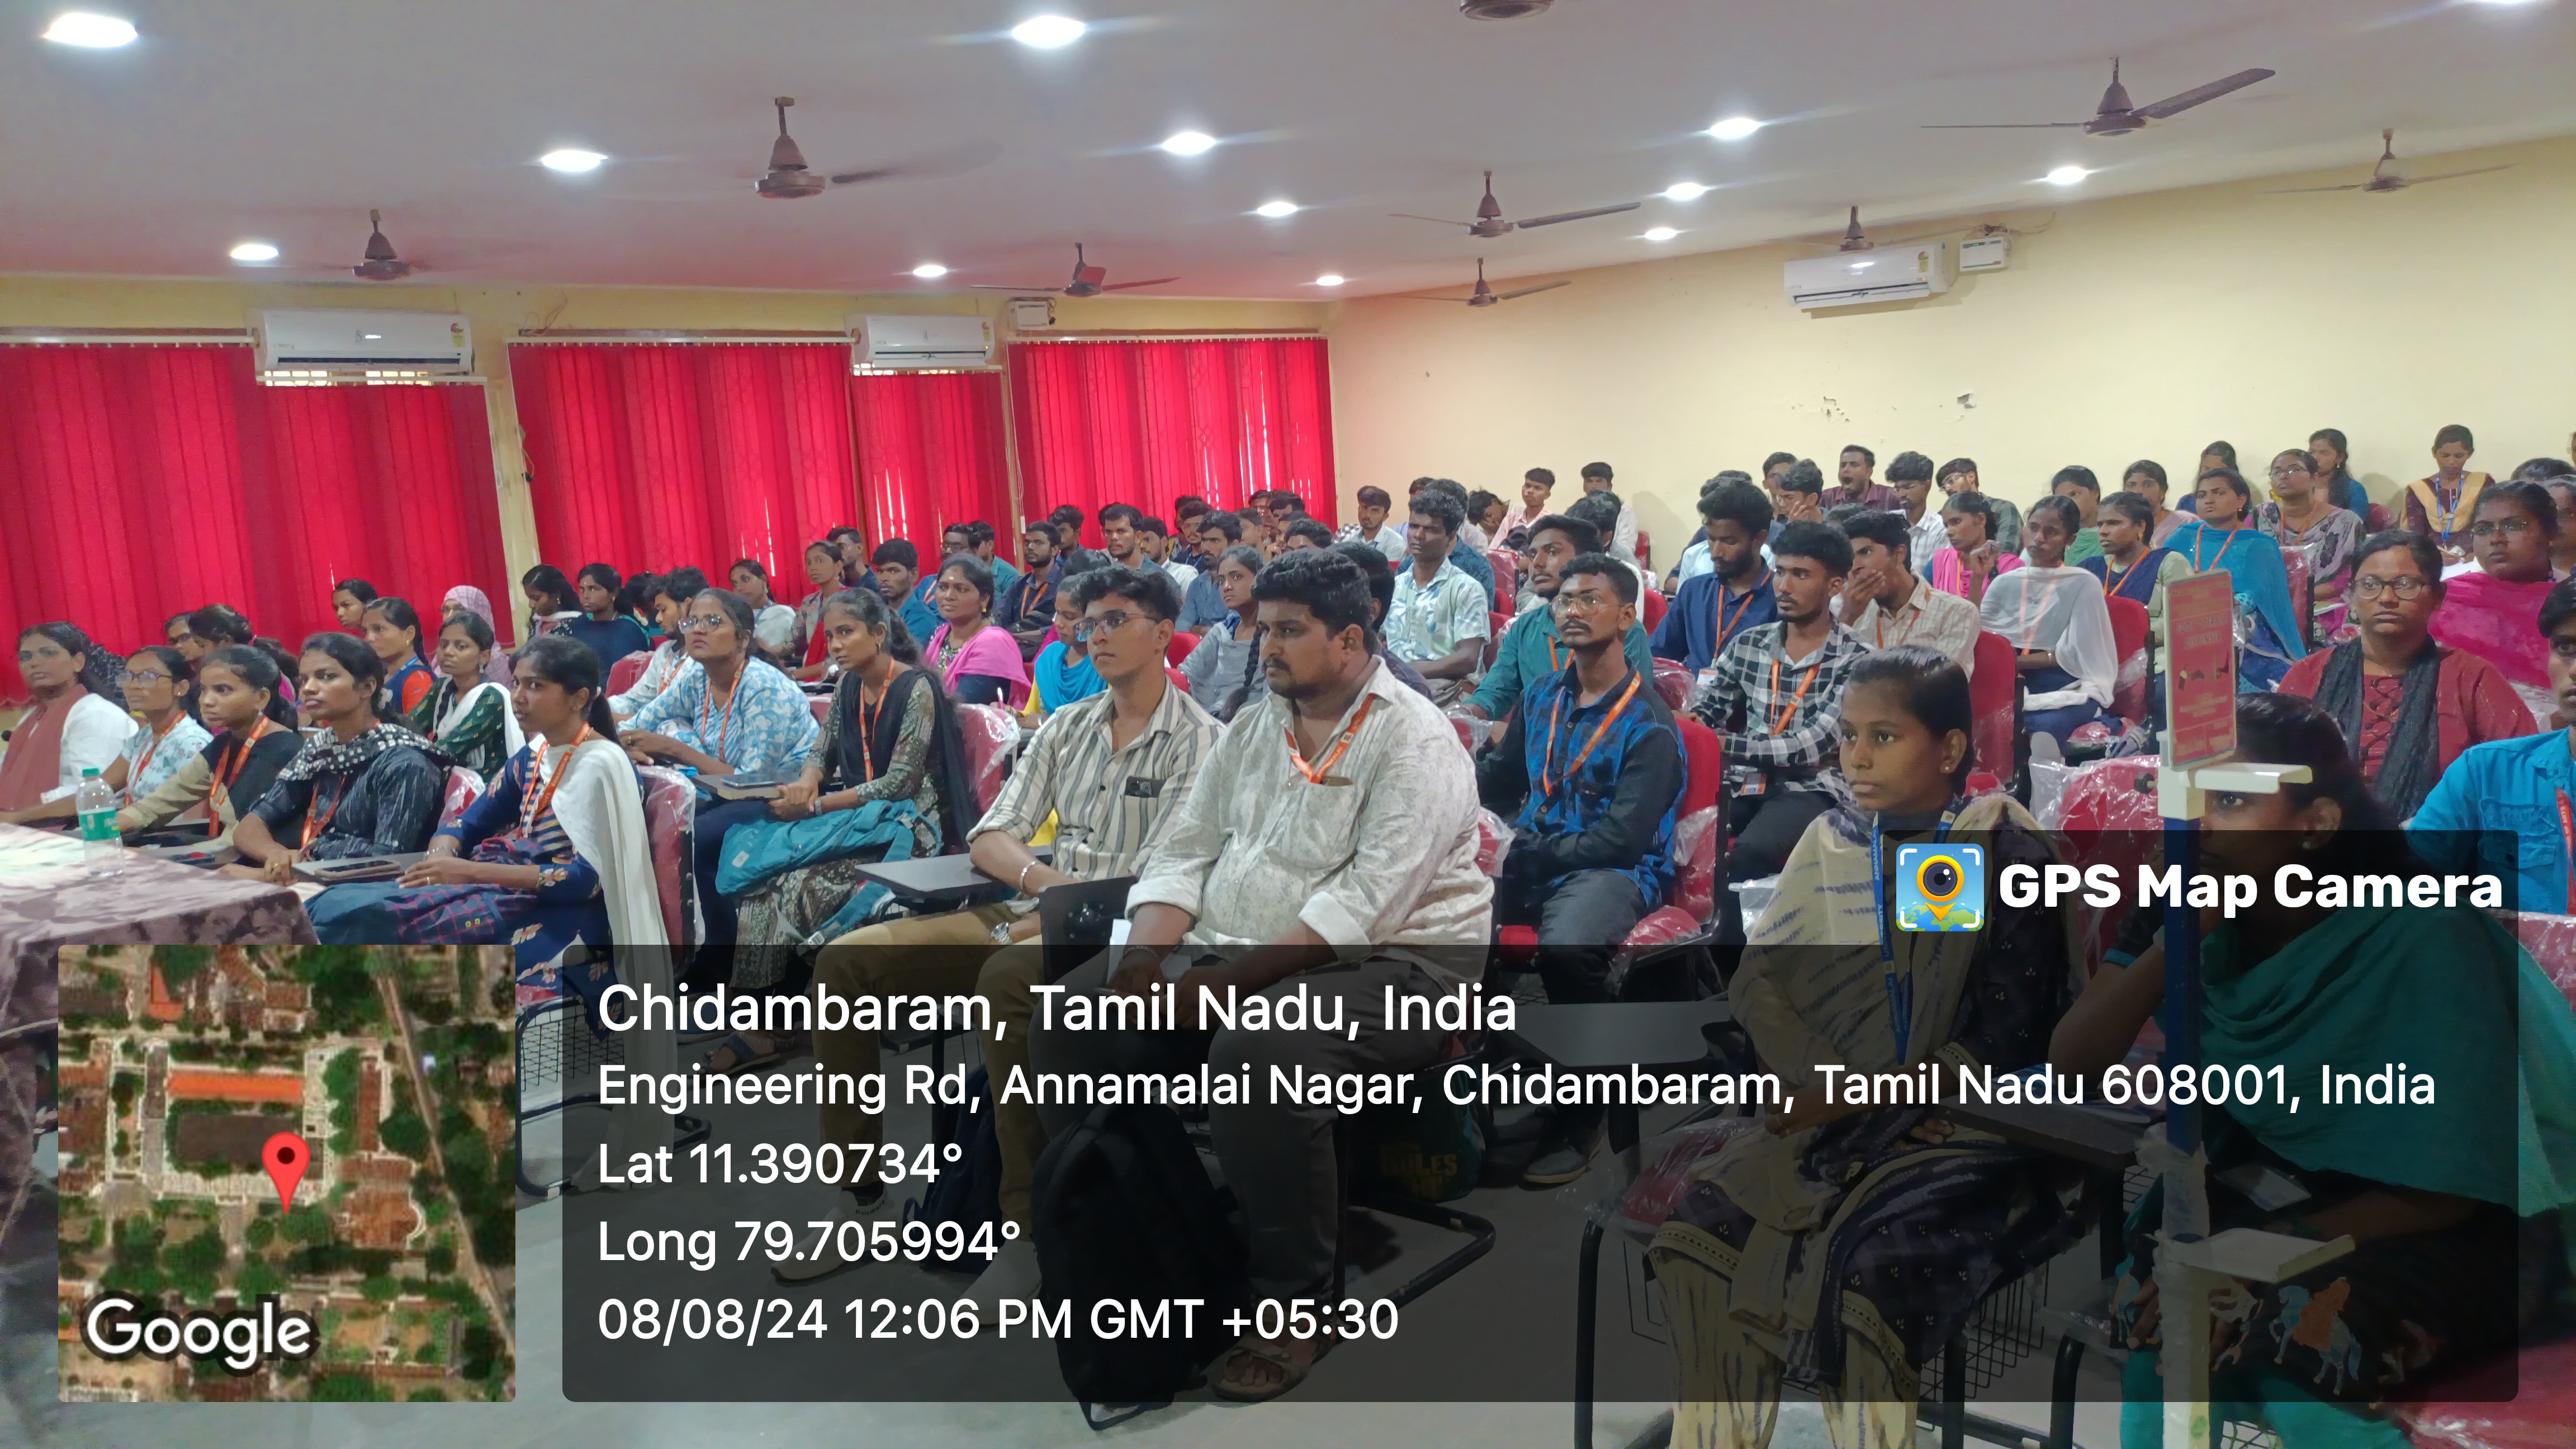 GPS Map Camera
Chidambaram, Tamil Nadu, India
Engineering Rd, Annamalai Nagar, Chidambaram, Tamil Nadu 608001, India
Lat 11.390734°
Long 79.705994°
08/08/24 12:06 PM GMT +05:30
Google